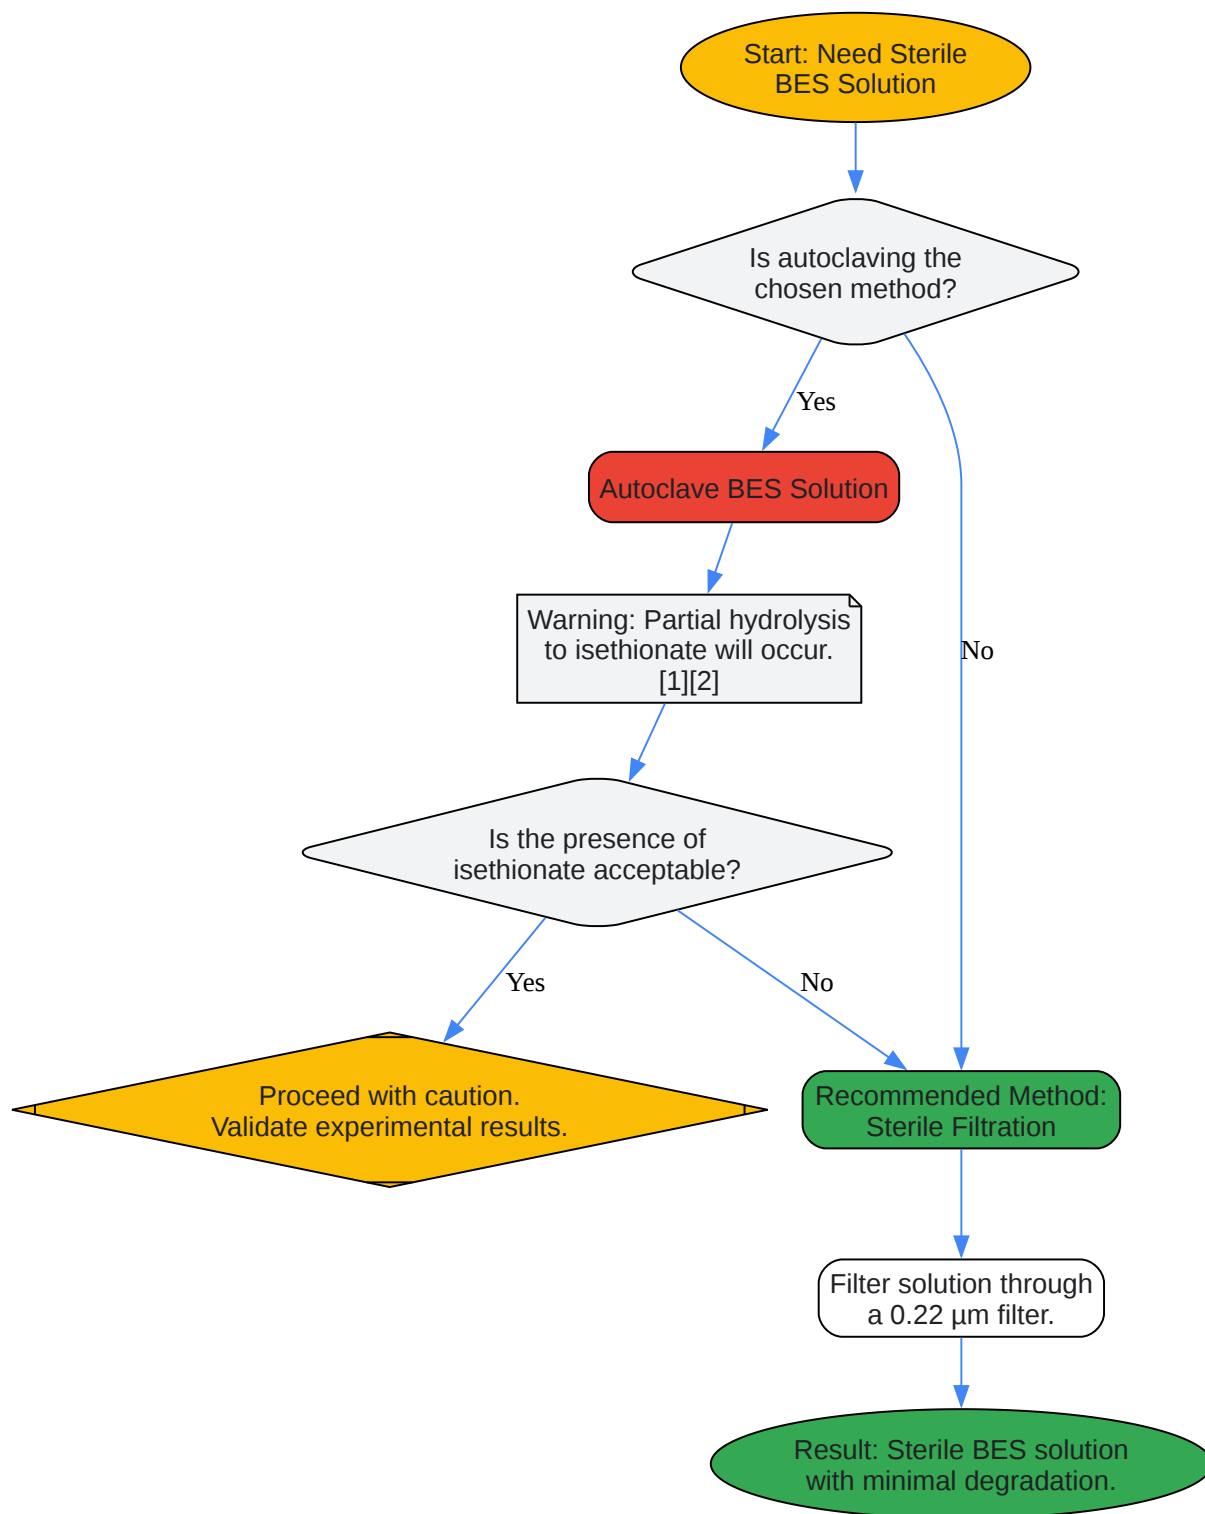 Start: Need Sterile
BES Solution
Is autoclaving the
chosen method?
Yes
Autoclave BES Solution
Warning: Partial hydrolysis
to isethionate will occur.
[1][2]
No
Is the presence of
isethionate acceptable?
Yes
No
Proceed with caution.
Validate experimental results.
Recommended Method:
Sterile Filtration
Filter solution through
a 0.22 µm filter.
Result: Sterile BES solution
with minimal degradation.